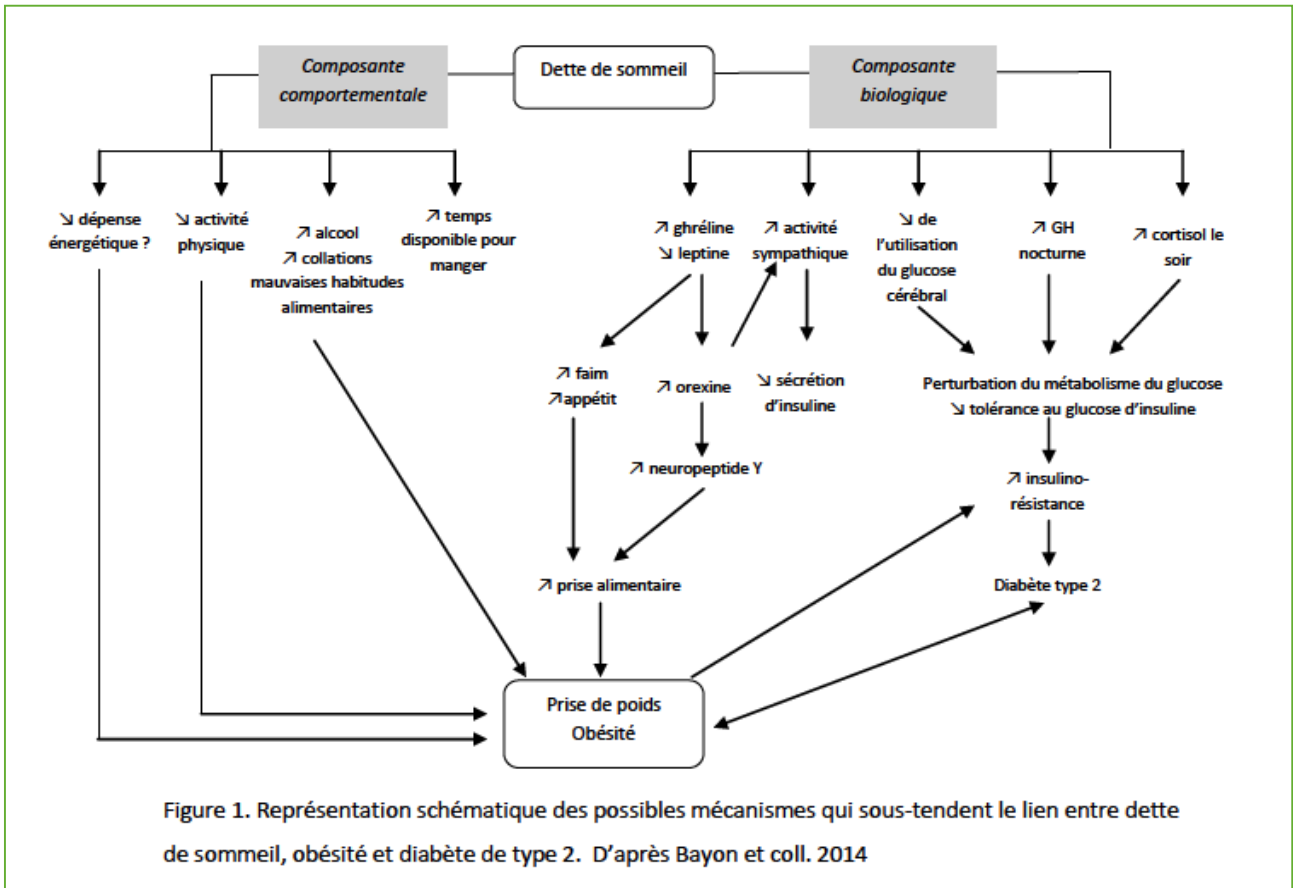 Composante
comportementale
Dette de sommeil
Composante
biologique
↘ dépense
énergétique ?
↘ activité
physique
↗ alcool
↗ collations
mauvaises habitudes
alimentaires
↗ temps
disponible pour
manger
↗ ghréline
↘ leptine
↗ activité
sympathique
↘ de
l'utilisation
du glucose
cérébral
↗ GH
nocturne
↗ cortisol le
soir
↗ faim
↗appétit
↗ orexine
↘ sécrétion
d'insuline
Perturbation du métabolisme du glucose
↘ tolérance au glucose d'insuline
↗ neuropeptide Y
↗ insulino-
résistance
↗ prise alimentaire
Diabète type 2
Prise de poids
Obésité
Figure 1. Représentation schématique des possibles mécanismes qui sous-tendent le lien entre dette
de sommeil, obésité et diabète de type 2. D'après Bayon et coll. 2014